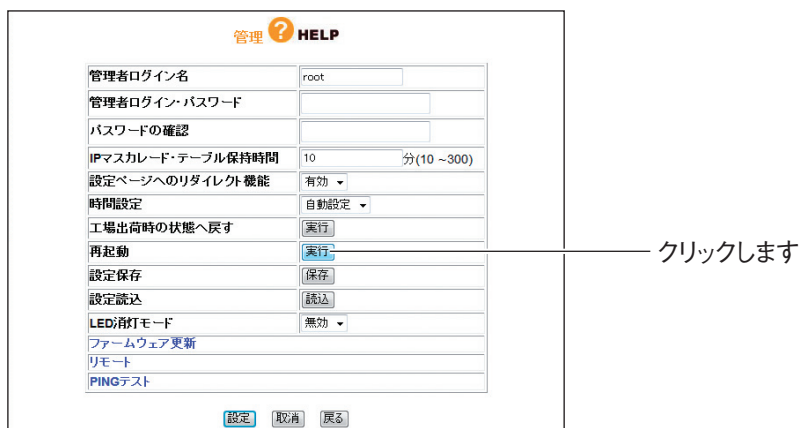 管理 ? HELP
管理者ログイン名 root
管理者ログイン・パスワード
パスワードの確認
IPマスカレード・テーブル保持時間 10 分(10 ~300)
設定ページへのリダイレクト機能 有効
時間設定 自動設定
工場出荷時の状態へ戻す 実行
再起動 実行 クリックします
設定保存 保存
設定読込 読込
LED消灯モード 無効
ファームウェア更新
リモート
PINGテスト
設定 取消 戻る